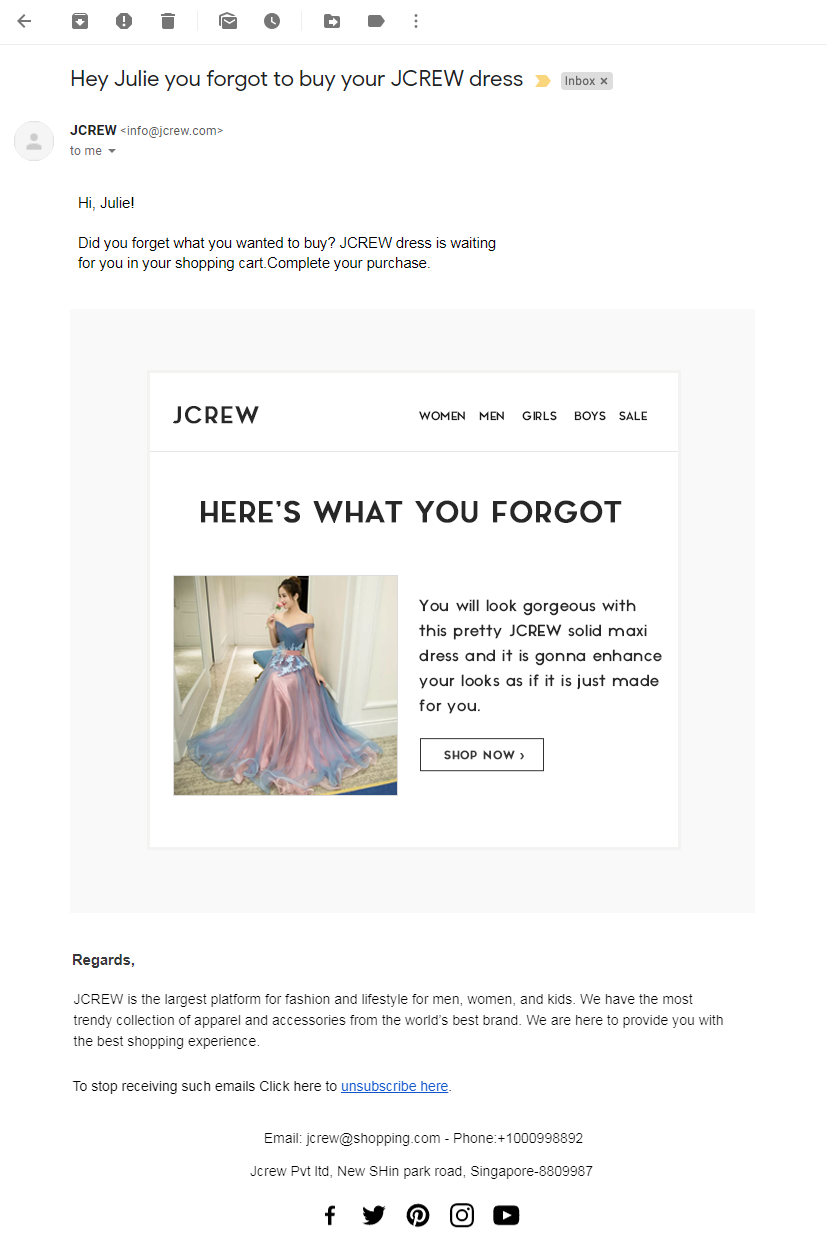 Hey Julie you forgot to buy your JCREW dress Inbox ×
JCREW <info@jcrew.com>
to me
Hi, Julie!
Did you forget what you wanted to buy? JCREW dress is waiting
for you in your shopping cart.Complete your purchase.
JCREW WOMEN MEN GIRLS BOYS SALE
HERE'S WHAT YOU FORGOT
You will look gorgeous with
this pretty JCREW solid maxi
dress and it is gonna enhance
your looks as if it is just made
for you.
SHOP NOW ›
Regards,
JCREW is the largest platform for fashion and lifestyle for men, women, and kids. We have the most
trendy collection of apparel and accessories from the world's best brand. We are here to provide you with
the best shopping experience.
To stop receiving such emails Click here to unsubscribe here.
Email: jcrew@shopping.com - Phone:+1000998892
Jcrew Pvt ltd, New SHin park road, Singapore-8809987